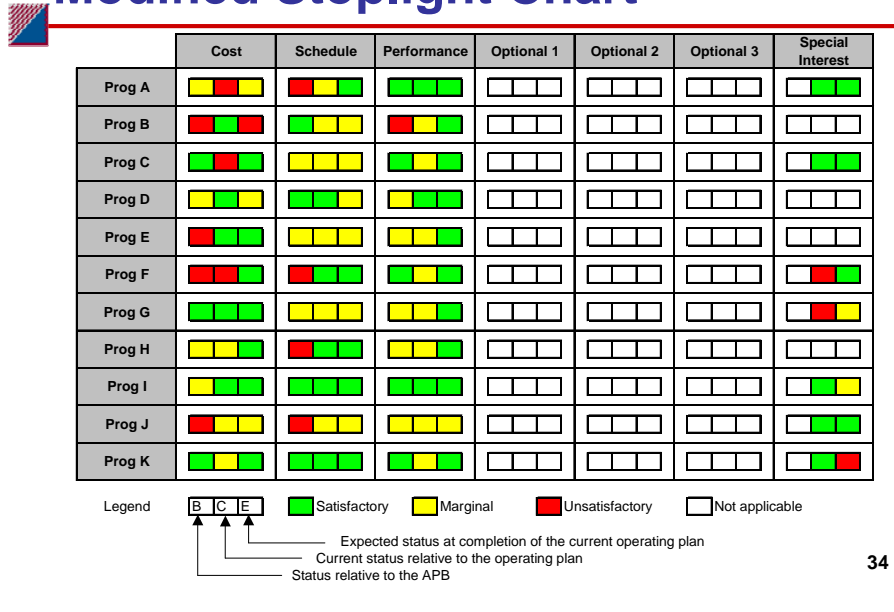 Modified Stoplight Chart
Cost Schedule Performance Optional 1 Optional 2 Optional 3 Special Interest
Prog A
Prog B
Prog C
Prog D
Prog E
Prog F
Prog G
Prog H
Prog I
Prog J
Prog K
Legend B C E Satisfactory Marginal Unsatisfactory Not applicable
Expected status at completion of the current operating plan
Current status relative to the operating plan
Status relative to the APB
34